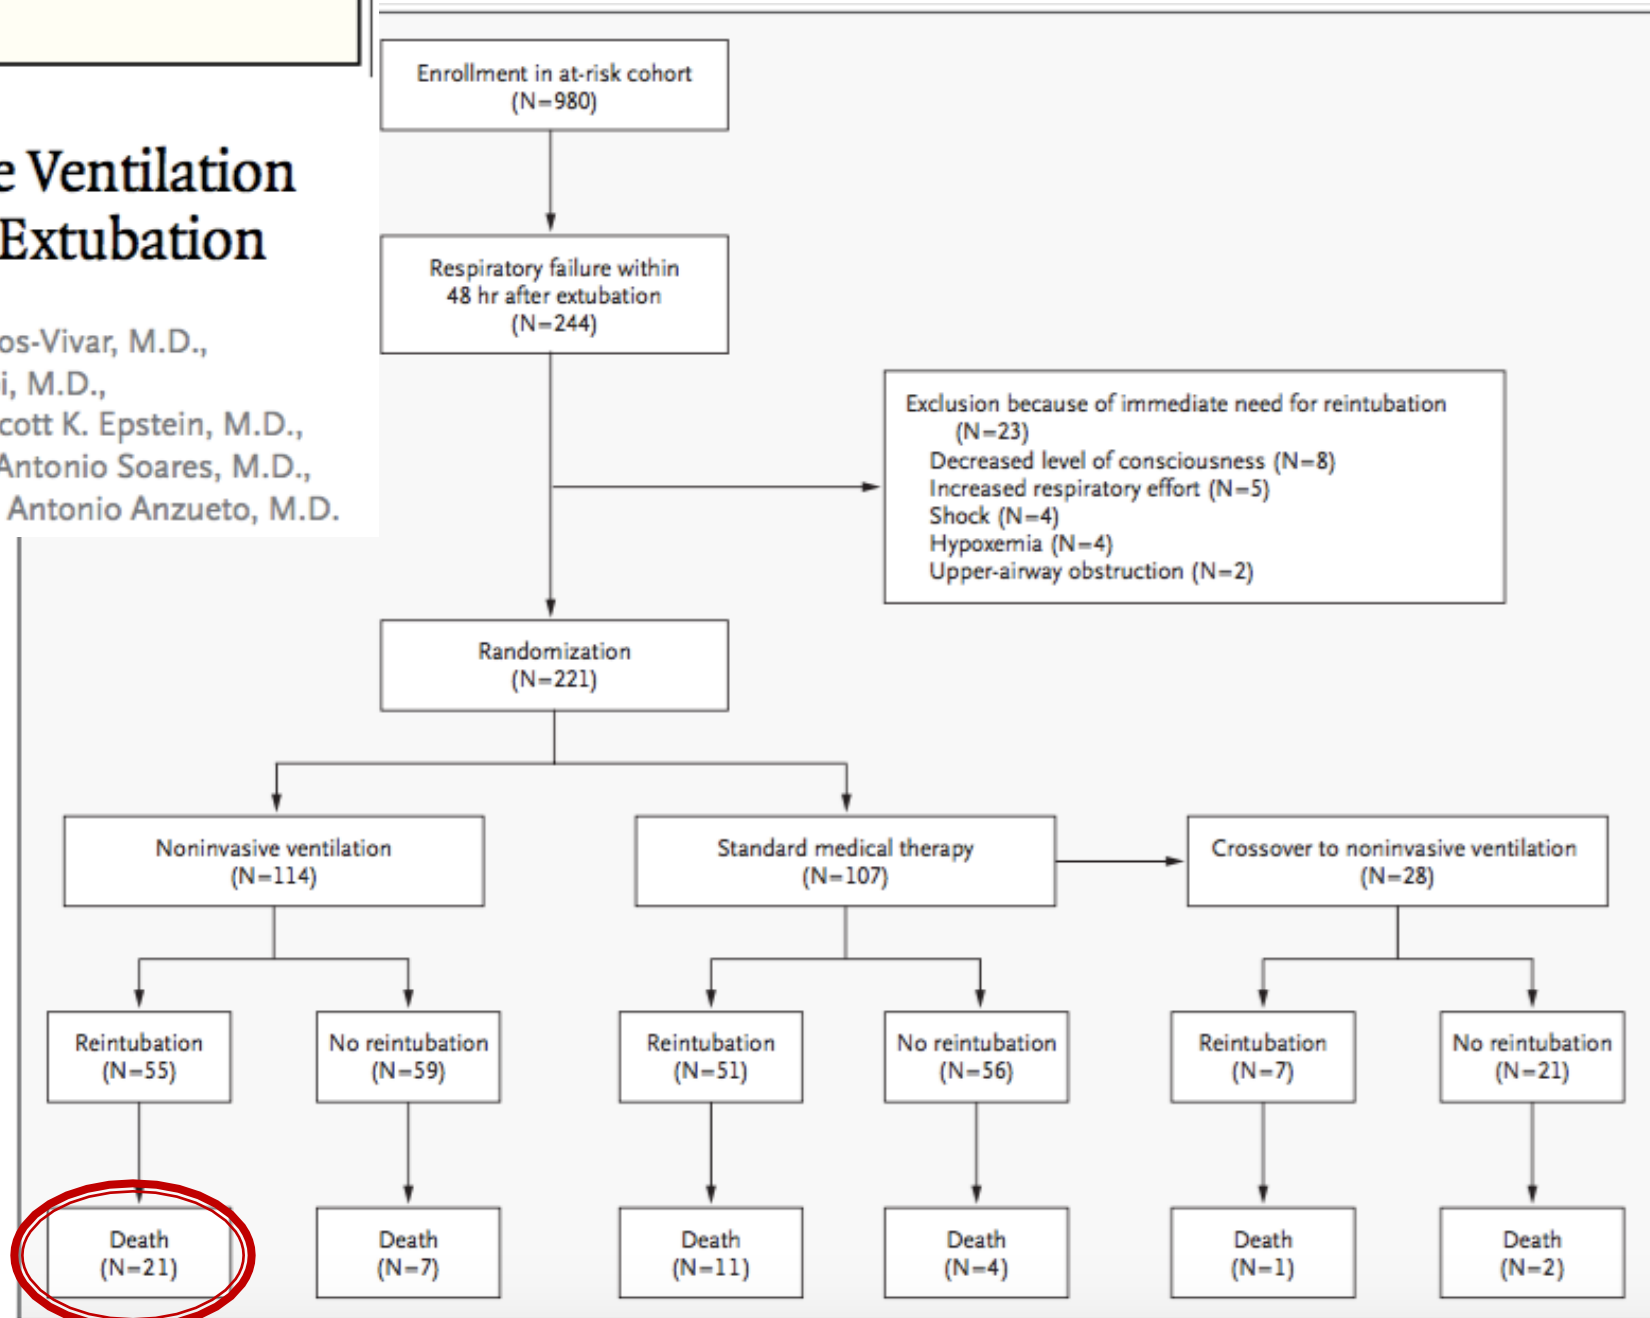 e Ventilation
Extubation
os-Vivar, M.D.,
i, M.D.,
cott K. Epstein, M.D.,
Antonio Soares, M.D.,
Antonio Anzueto, M.D.
Enrollment in at-risk cohort
(N=980)
Respiratory failure within
48 hr after extubation
(N=244)
Exclusion because of immediate need for reintubation
(N=23)
Decreased level of consciousness (N=8)
Increased respiratory effort (N=5)
Shock (N=4)
Hypoxemia (N=4)
Upper-airway obstruction (N=2)
Randomization
(N=221)
Noninvasive ventilation
(N=114)
Standard medical therapy
(N=107)
Crossover to noninvasive ventilation
(N=28)
Reintubation
(N=55)
No reintubation
(N=59)
Reintubation
(N=51)
No reintubation
(N=56)
Reintubation
(N=7)
No reintubation
(N=21)
Death
(N=21)
Death
(N=7)
Death
(N=11)
Death
(N=4)
Death
(N=1)
Death
(N=2)